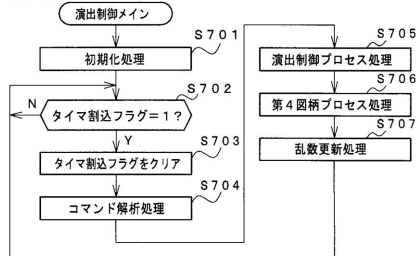 演出制御メイン
S701
初期化処理
S702
N
タイマ割込フラグ=1?
Y
S703
タイマ割込フラグをクリア
S704
コマンド解析処理
S705
演出制御プロセス処理
S706
第4図柄プロセス処理
S707
乱数更新処理